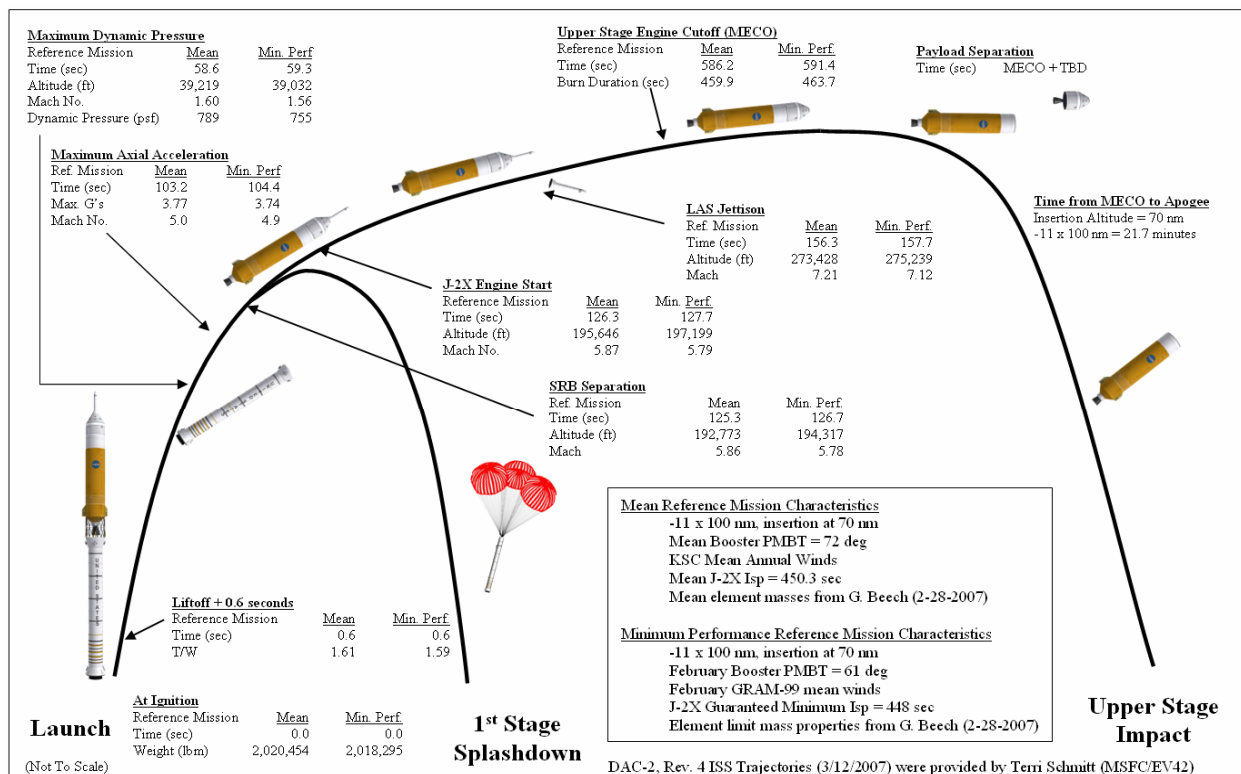 Maximum Dynamic Pressure
Reference Mission Mean Min. Perf
Time (sec) 58.6 59.3
Altitude (ft) 39,219 39,032
Mach No. 1.60 1.56
Dynamic Pressure (psf) 789 755
Upper Stage Engine Cutoff (MECO)
Reference Mission Mean Min. Perf
Time (sec) 586.2 591.4
Burn Duration (sec) 459.9 463.7
Payload Separation
Time (sec) MECO + TBD
Maximum Axial Acceleration
Ref. Mission Mean Min. Perf
Time (sec) 103.2 104.4
Max. G's 3.77 3.74
Mach No. 5.0 4.9
Time from MECO to Apogee
Insertion Altitude = 70 nm
-11 x 100 nm = 21.7 minutes
LAS Jettison
Ref. Mission Mean Min. Perf.
Time (sec) 156.3 157.7
Altitude (ft) 273,428 275,239
Mach 7.21 7.12
J-2X Engine Start
Reference Mission Mean Min. Perf.
Time (sec) 126.3 127.7
Altitude (ft) 195,646 197,199
Mach No. 5.87 5.79
SRB Separation
Ref. Mission Mean Min. Perf.
Time (sec) 125.3 126.7
Altitude (ft) 192,773 194,317
Mach 5.86 5.78
UNITED STATES
Liftoff + 0.6 seconds
Reference Mission Mean Min. Perf.
Time (sec) 0.6 0.6
T/W 1.61 1.59
At Ignition
Reference Mission Mean Min. Perf.
Time (sec) 0.0 0.0
Weight (lbm) 2,020,454 2,018,295
Launch
(Not To Scale)
1st Stage
Splashdown
Mean Reference Mission Characteristics
-11 x 100 nm, insertion at 70 nm
Mean Booster PMBT = 72 deg
KSC Mean Annual Winds
Mean J-2X Isp = 450.3 sec
Mean element masses from G. Beech (2-28-2007)
Minimum Performance Reference Mission Characteristics
-11 x 100 nm, insertion at 70 nm
February Booster PMBT = 61 deg
February GRAM-99 mean winds
J-2X Guaranteed Minimum Isp = 448 sec
Element limit mass properties from G. Beech (2-28-2007)
Upper Stage
Impact
DAC-2, Rev. 4 ISS Trajectories (3/12/2007) were provided by Terri Schmitt (MSFC/EV42)